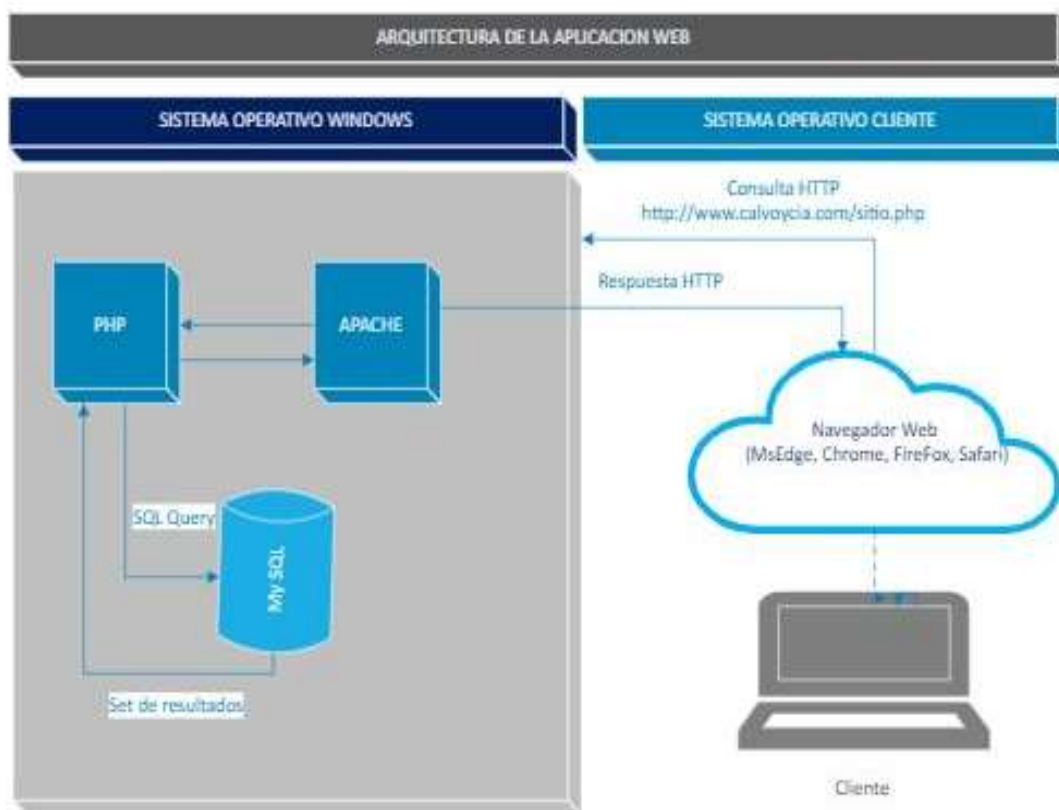 ARQUITECTURA DE LA APLICACION WEB
SISTEMA OPERATIVO WINDOWS
SISTEMA OPERATIVO CLIENTE
Consulta HTTP
http://www.calvoycia.com/sitio.php
Respuesta HTTP
PHP
APACHE
Navegador Web
(MsEdge, Chrome, FireFox, Safari)
SQL Query
My SQL
Set de resultados
Cliente